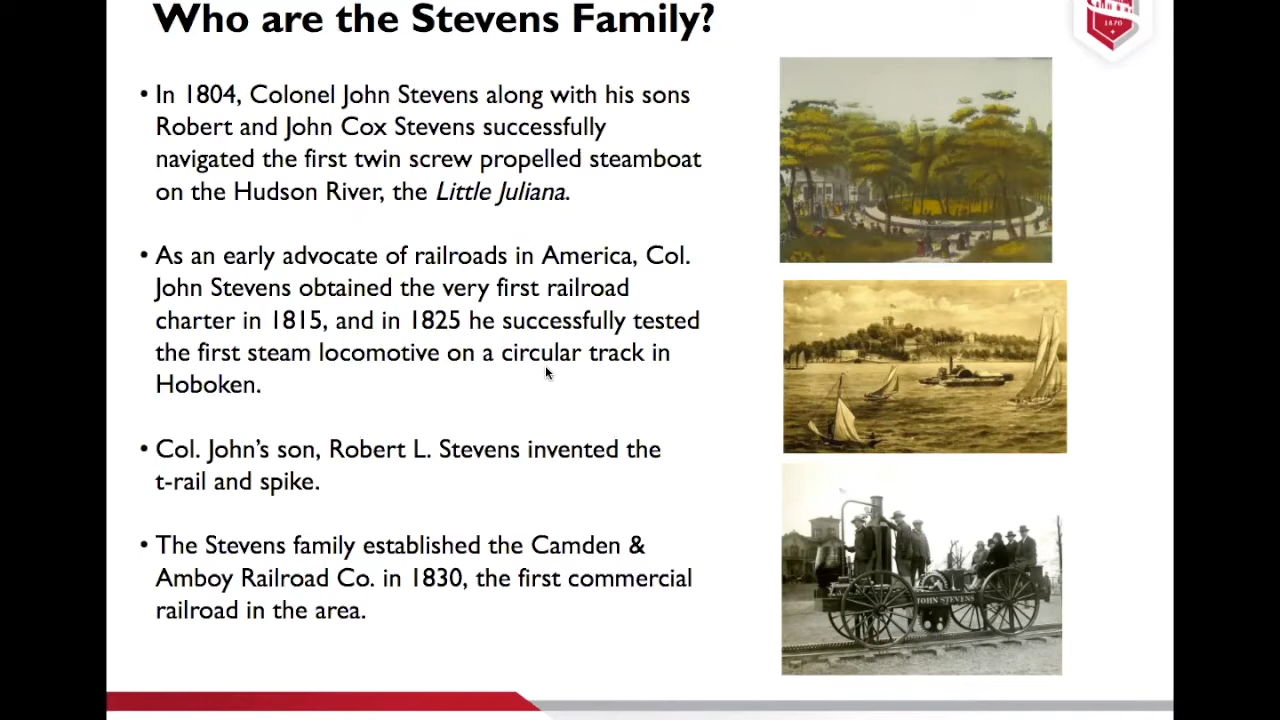 Who are the Stevens Family?
1870
• In 1804, Colonel John Stevens along with his sons
Robert and John Cox Stevens successfully
navigated the first twin screw propelled steamboat
on the Hudson River, the Little Juliana.
• As an early advocate of railroads in America, Col.
John Stevens obtained the very first railroad
charter in 1815, and in 1825 he successfully tested
the first steam locomotive on a circular track in
Hoboken.
• Col. John’s son, Robert L. Stevens invented the
t-rail and spike.
• The Stevens family established the Camden &
Amboy Railroad Co. in 1830, the first commercial
railroad in the area.
JOHN STEVENS